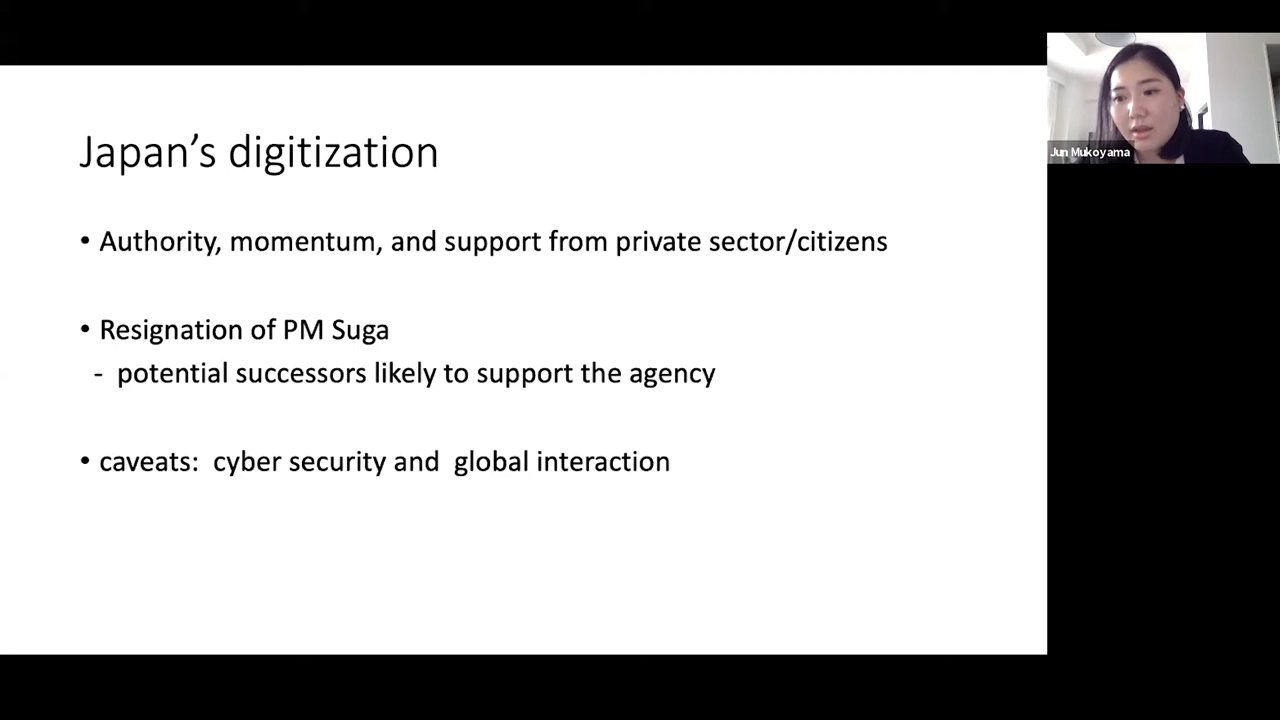 Japan's digitization
• Authority, momentum, and support from private sector/citizens
• Resignation of PM Suga
- potential successors likely to support the agency
• caveats: cyber security and global interaction
Jun Mukoyama